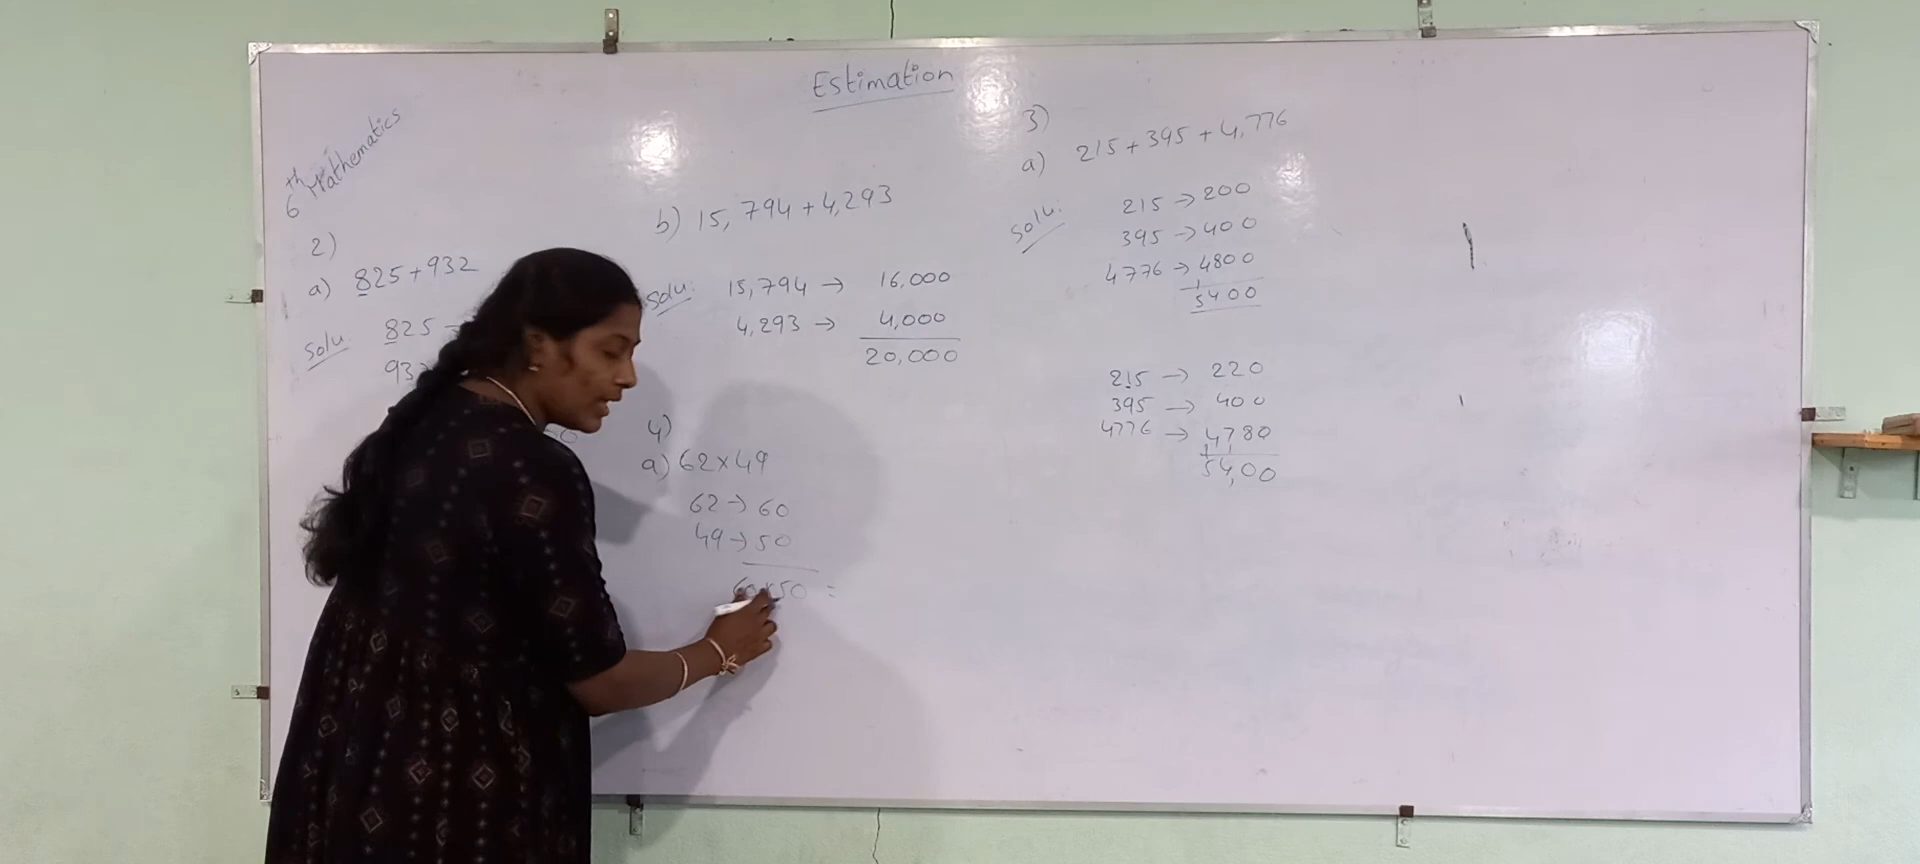 Estimation
6th Mathematics
2)
a) 825+932
Solu
825
93
b) 15,794+4,293
Solu:
15,794 → 16,000
4,293 → 4,000
20,000
4)
a) 62×49
62 → 60
49 → 50
60×50 =
3)
a) 215+395+4,776
Solu:
215 → 200
395 → 400
4776 → 4800
5400
215 → 220
395 → 400
4776 → 4780
5400